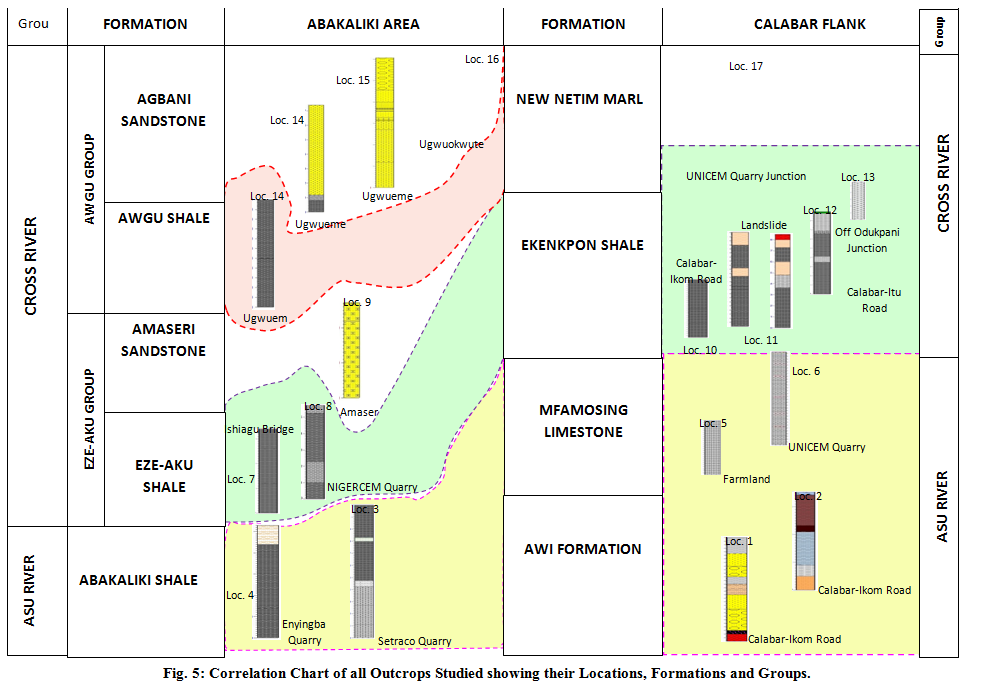 Grou
FORMATION
ABAKALIKI AREA
FORMATION
CALABAR FLANK
Group
CROSS RIVER
AWGU GROUP
AGBANI
SANDSTONE
AWGU SHALE
EZE-AKU GROUP
AMASERI
SANDSTONE
EZE-AKU
SHALE
ASU RIVER
ABAKALIKI SHALE
Loc. 16
Loc. 15
Loc. 14
Ugwuokwute
Loc. 14
Ugwueme
Ugwueme
Ugwuem
Loc. 9
Amaser
Loc. 8
shiagu Bridge
Loc. 7
NIGERCEM Quarry
Loc. 3
Loc. 4
Enyingba
Quarry
Setraco Quarry
NEW NETIM MARL
EKENKPON SHALE
MFAMOSING
LIMESTONE
AWI FORMATION
Loc. 17
UNICEM Quarry Junction
Loc. 13
Loc. 12
Landslide
Off Odukpani
Junction
Calabar-
Ikom Road
Calabar-Itu
Road
Loc. 11
Loc. 10
Loc. 6
Loc. 5
UNICEM Quarry
Farmland
Loc. 2
Loc. 1
Calabar-Ikom Road
Calabar-Ikom Road
CROSS RIVER
ASU RIVER
Fig. 5: Correlation Chart of all Outcrops Studied showing their Locations, Formations and Groups.